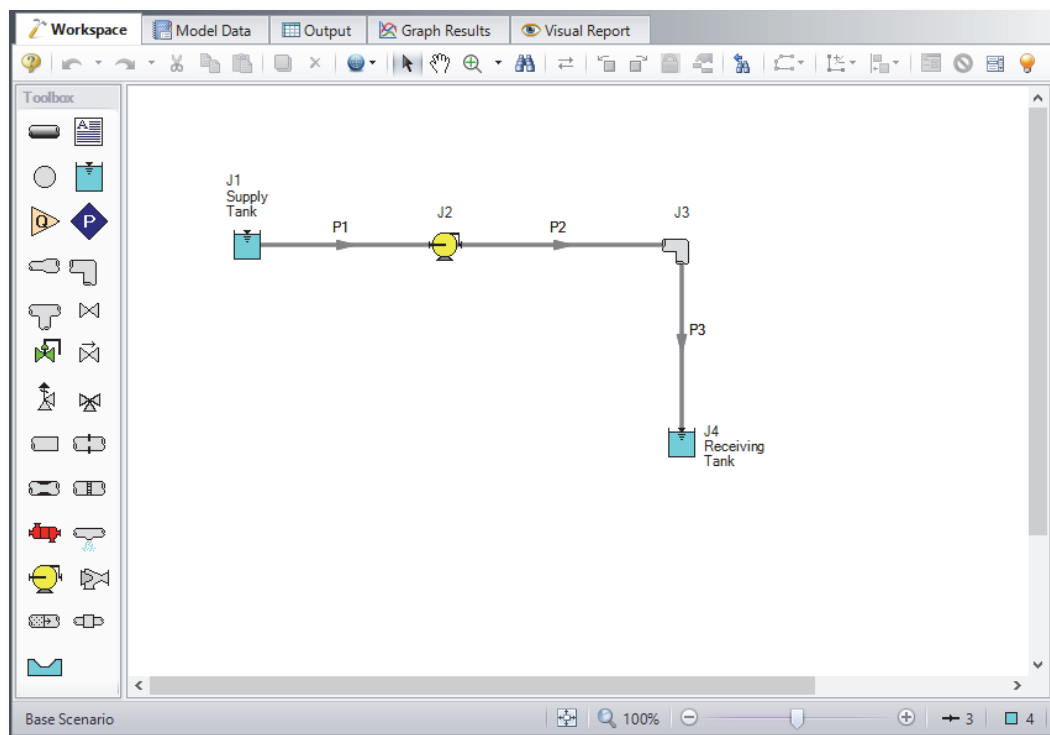 Workspace
Model Data
Output
Graph Results
Visual Report
Toolbox
A
Q
P
J1
Supply
Tank
P1
J2
P2
J3
P3
J4
Receiving
Tank
Base Scenario
100%
3
4